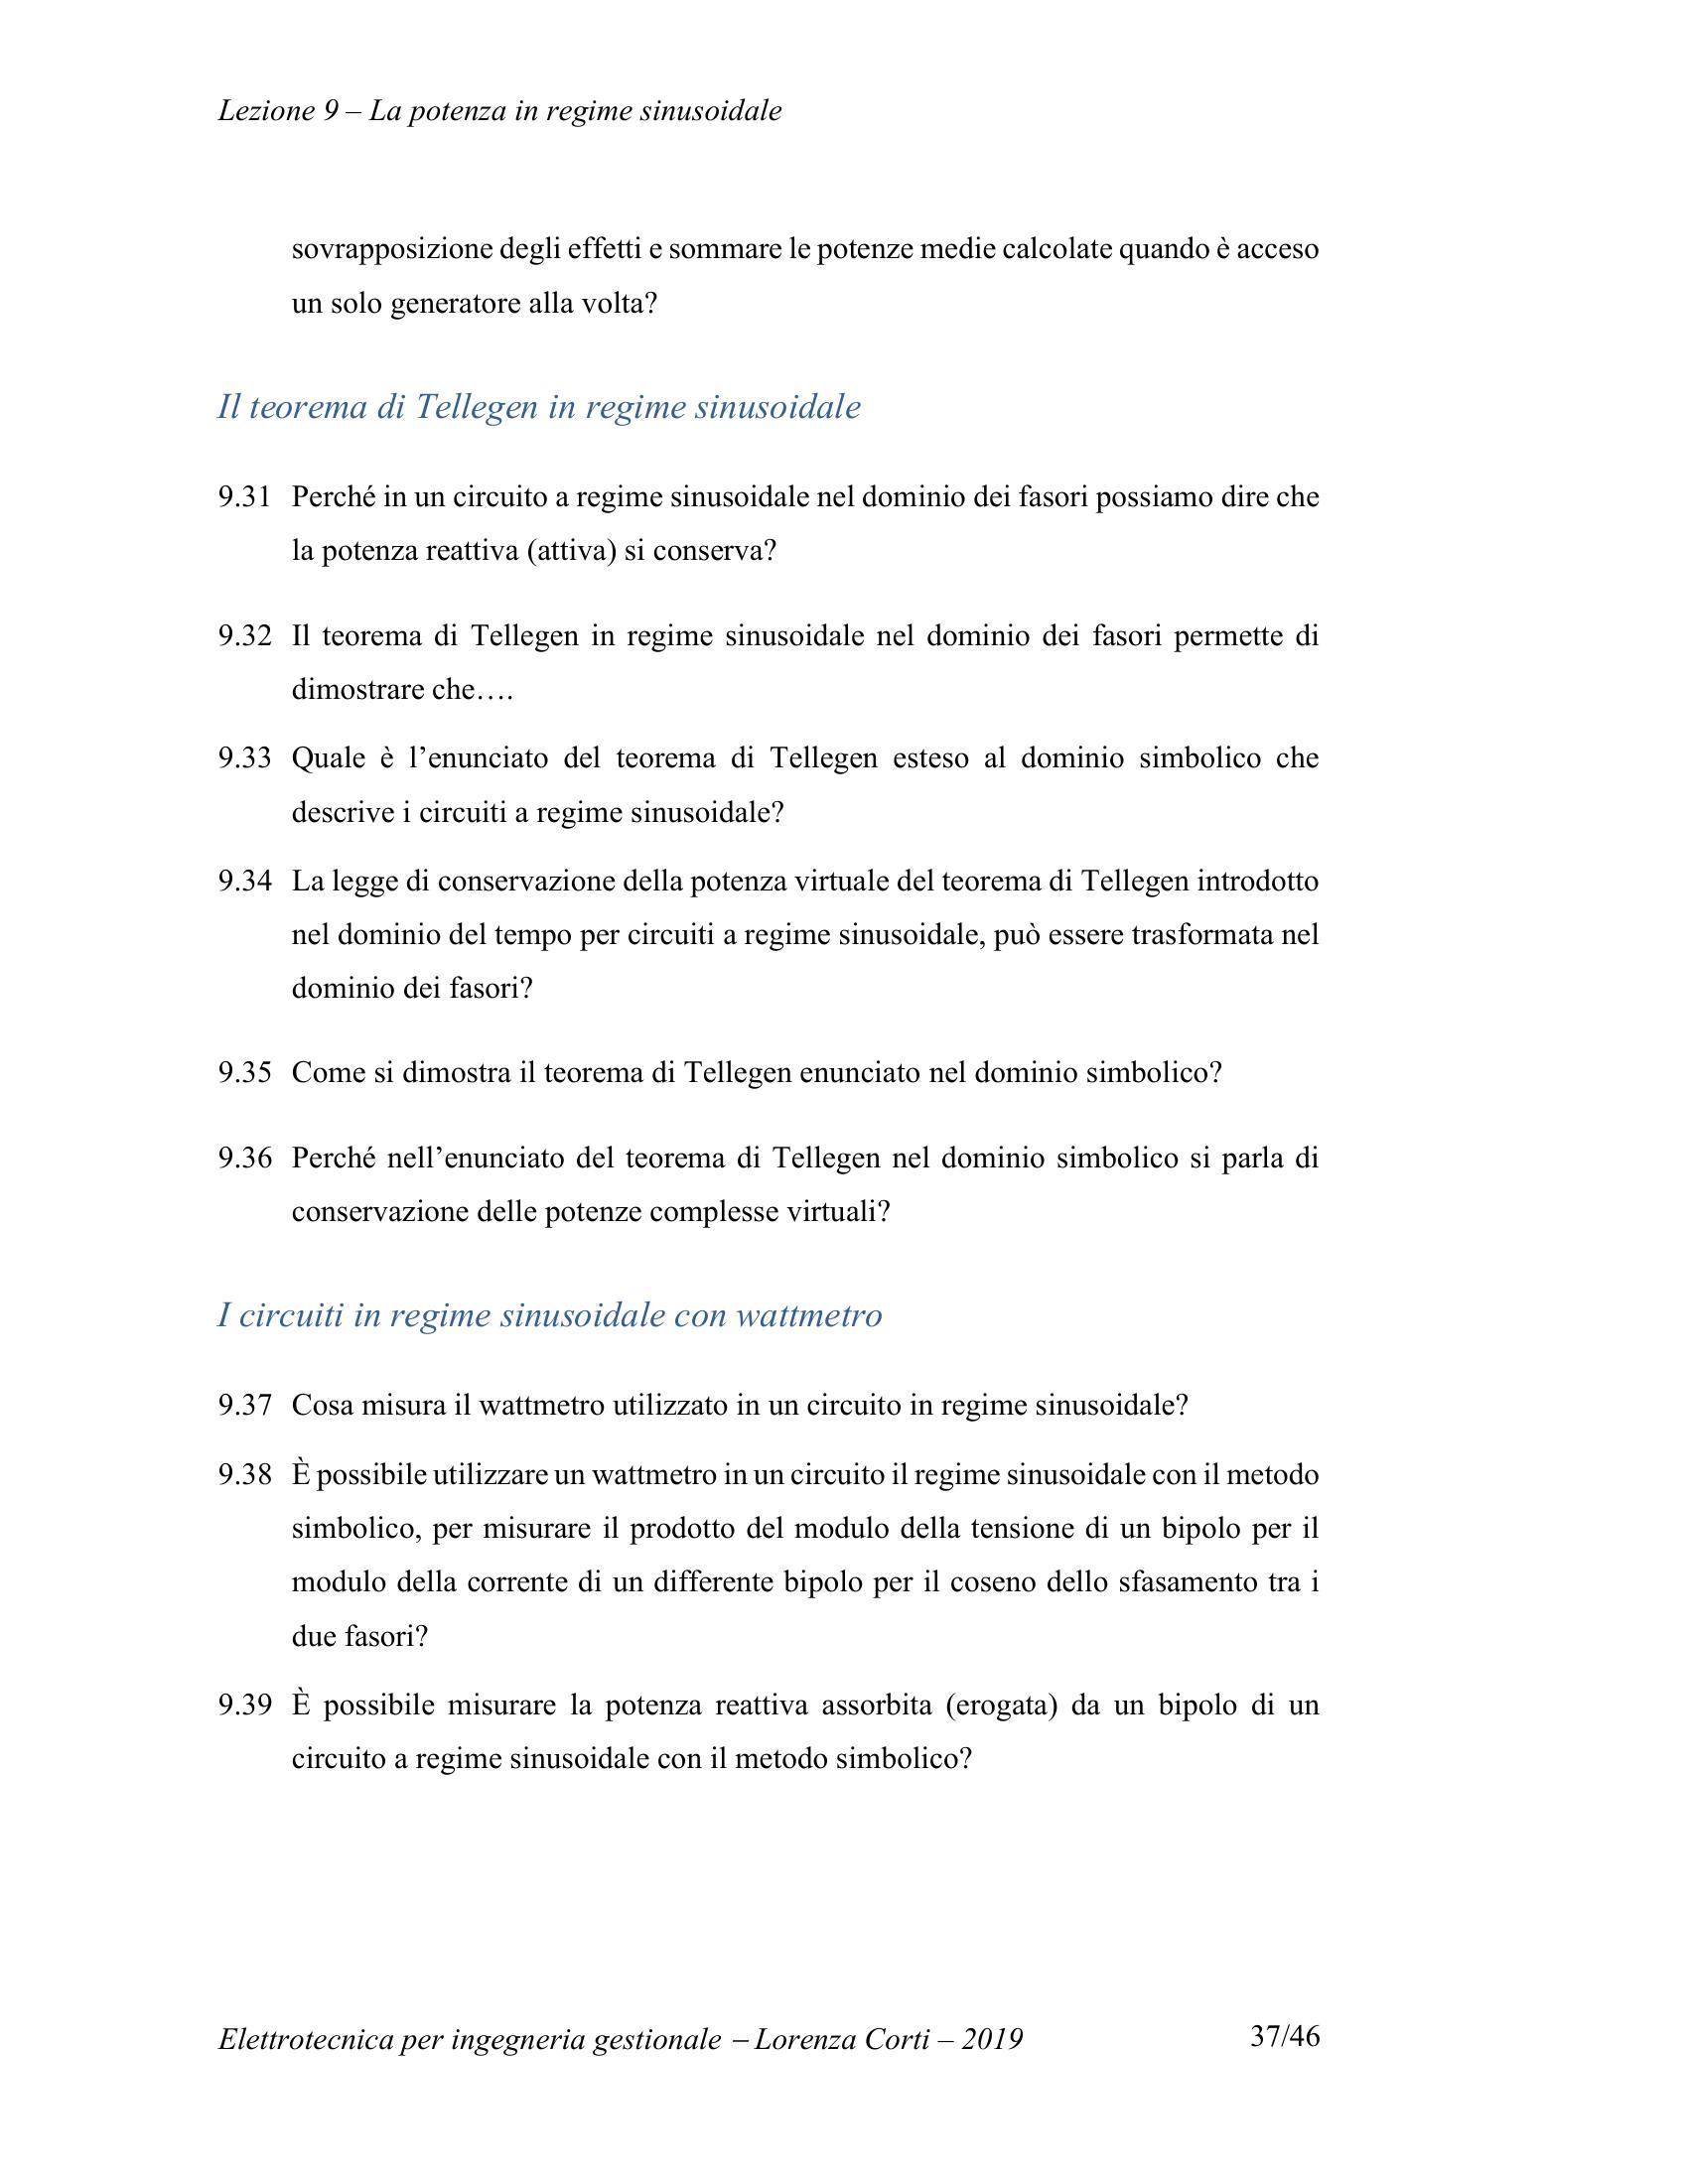 Lezione 9 – La potenza in regime sinusoidale
sovrapposizione degli effetti e sommare le potenze medie calcolate quando è acceso
un solo generatore alla volta?
Il teorema di Tellegen in regime sinusoidale
9.31 Perché in un circuito a regime sinusoidale nel dominio dei fasori possiamo dire che
la potenza reattiva (attiva) si conserva?
9.32 Il teorema di Tellegen in regime sinusoidale nel dominio dei fasori permette di
dimostrare che….
9.33 Quale è l’enunciato del teorema di Tellegen esteso al dominio simbolico che
descrive i circuiti a regime sinusoidale?
9.34 La legge di conservazione della potenza virtuale del teorema di Tellegen introdotto
nel dominio del tempo per circuiti a regime sinusoidale, può essere trasformata nel
dominio dei fasori?
9.35 Come si dimostra il teorema di Tellegen enunciato nel dominio simbolico?
9.36 Perché nell’enunciato del teorema di Tellegen nel dominio simbolico si parla di
conservazione delle potenze complesse virtuali?
I circuiti in regime sinusoidale con wattmetro
9.37 Cosa misura il wattmetro utilizzato in un circuito in regime sinusoidale?
9.38 È possibile utilizzare un wattmetro in un circuito il regime sinusoidale con il metodo
simbolico, per misurare il prodotto del modulo della tensione di un bipolo per il
modulo della corrente di un differente bipolo per il coseno dello sfasamento tra i
due fasori?
9.39 È possibile misurare la potenza reattiva assorbita (erogata) da un bipolo di un
circuito a regime sinusoidale con il metodo simbolico?
Elettrotecnica per ingegneria gestionale – Lorenza Corti – 2019 37/46